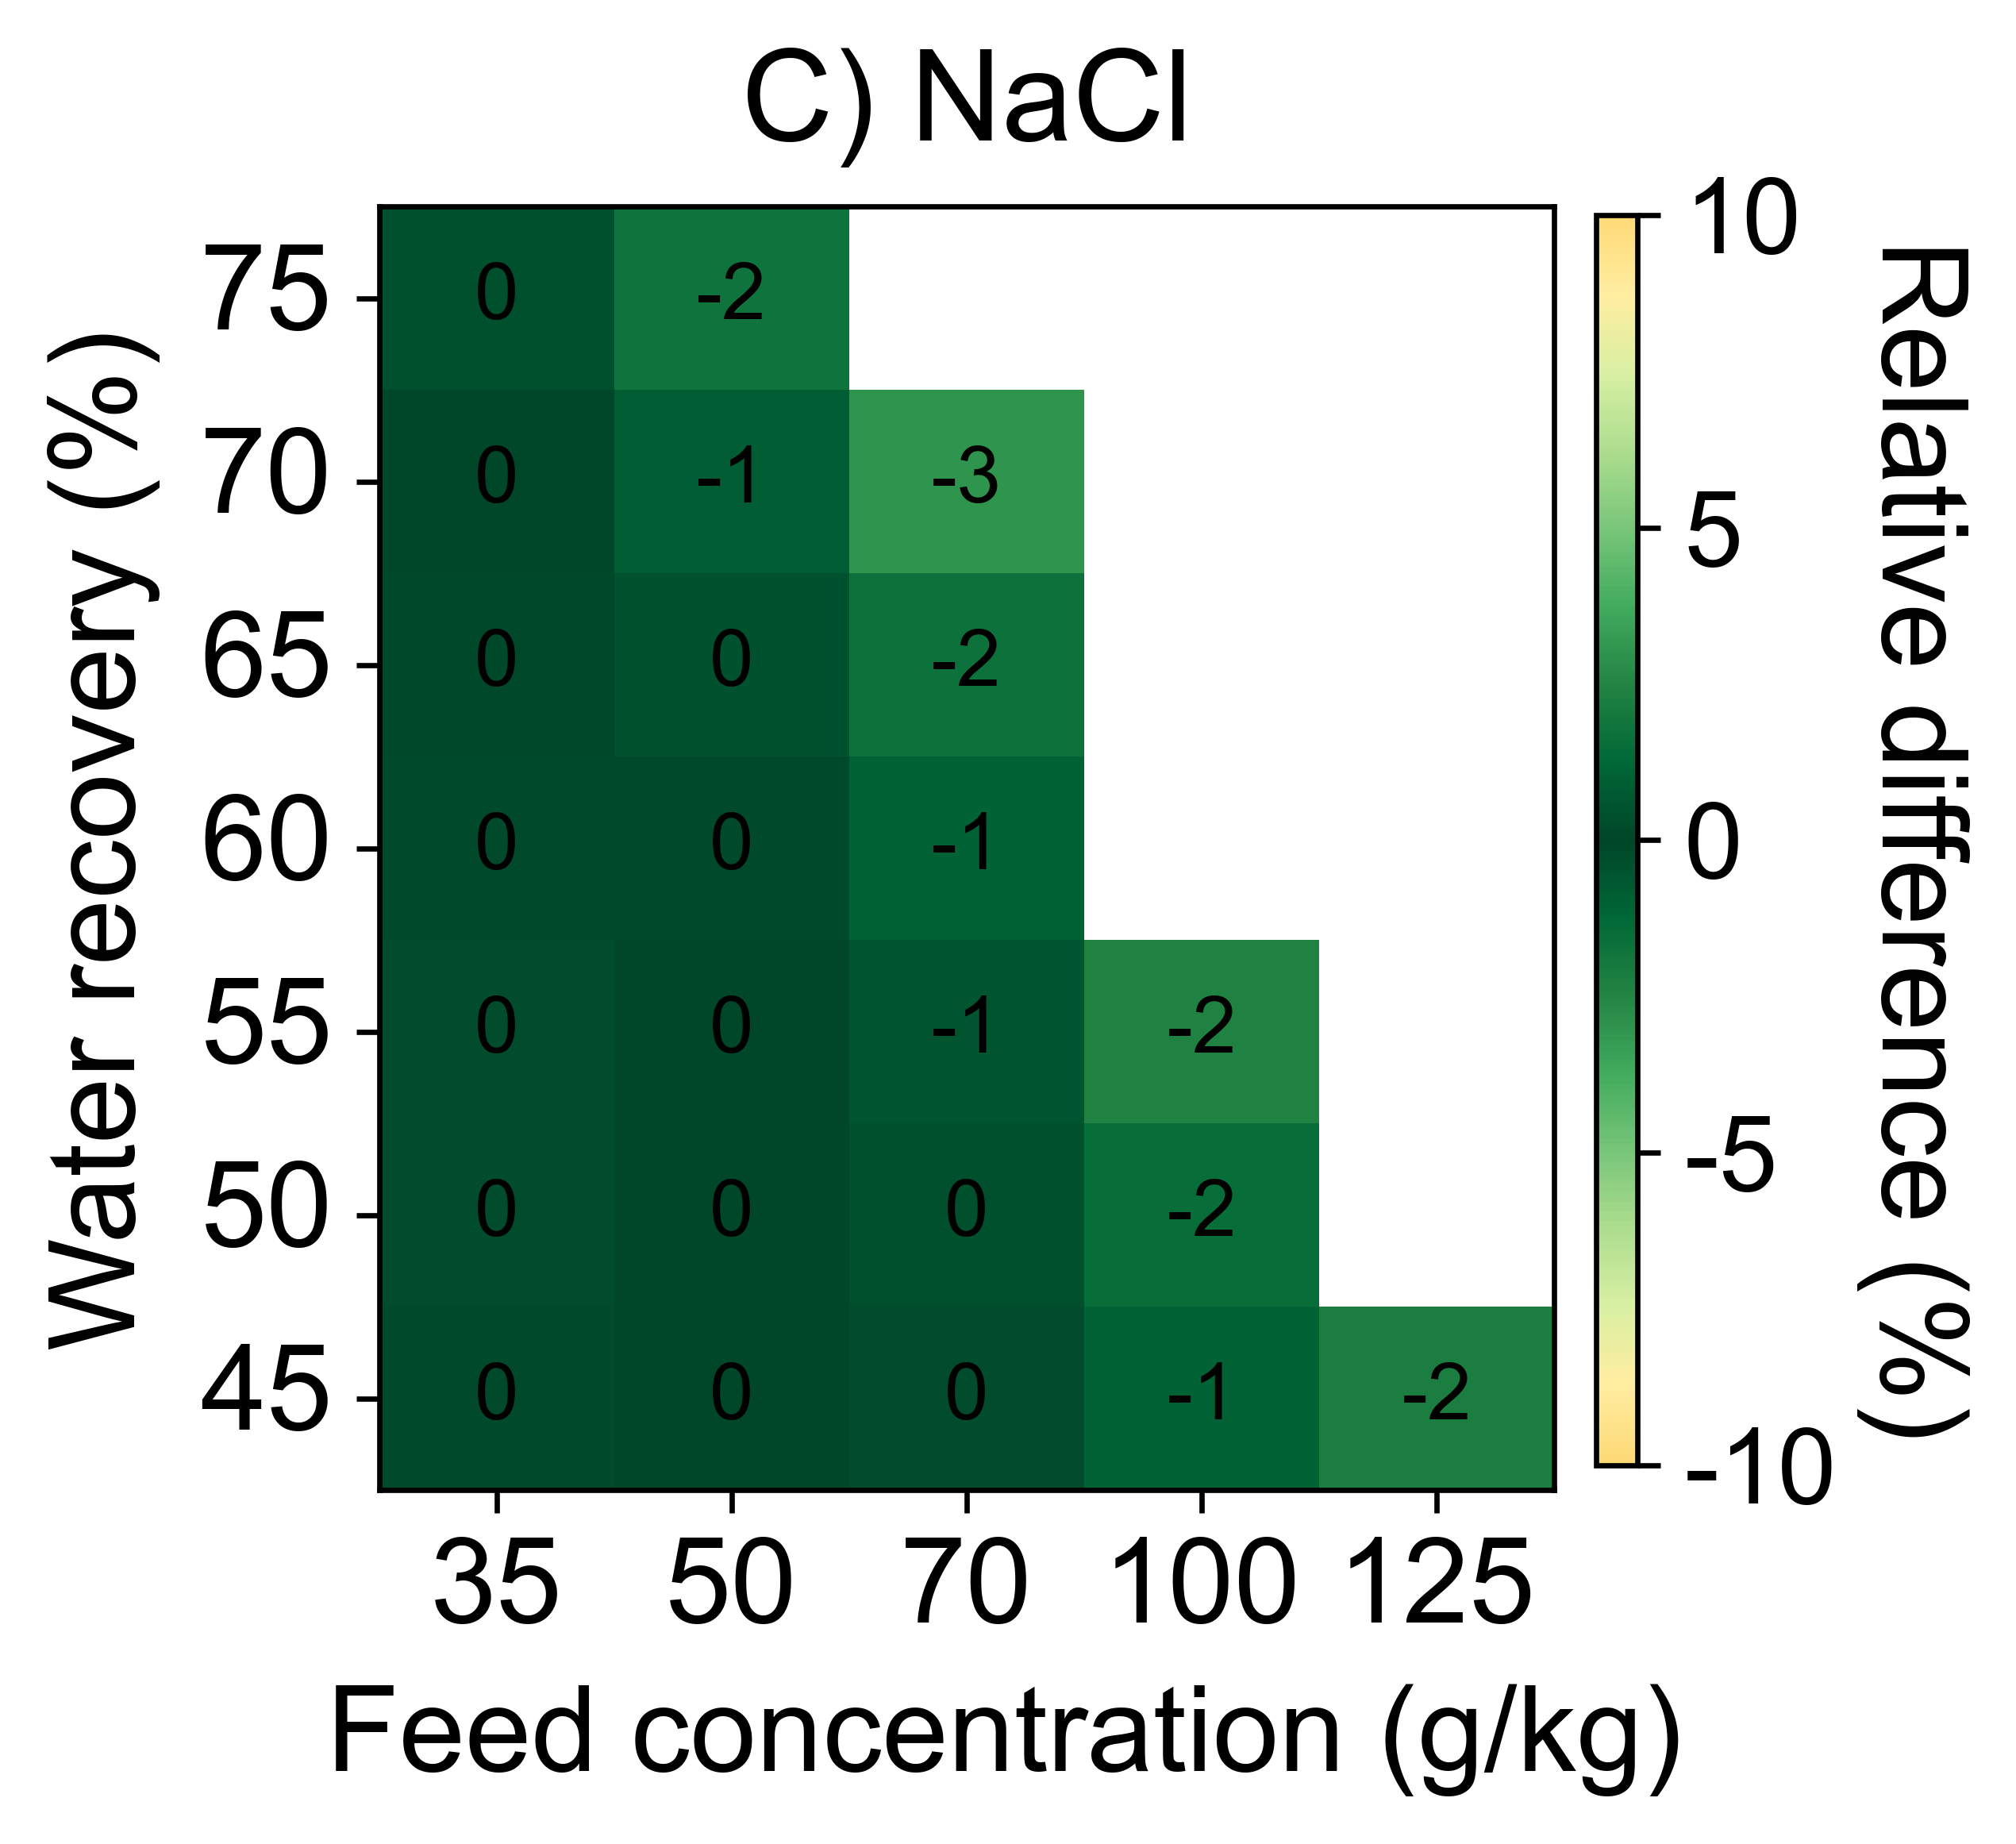 C) NaCl
Water recovery (%)
75 0 -2
70 0 -1 -3
65 0 0 -2
60 0 0 -1
55 0 0 -1 -2
50 0 0 0 -2
45 0 0 0 -1 -2
35 50 70 100 125
Feed concentration (g/kg)
10
5
0
-5
-10
Relative difference (%)